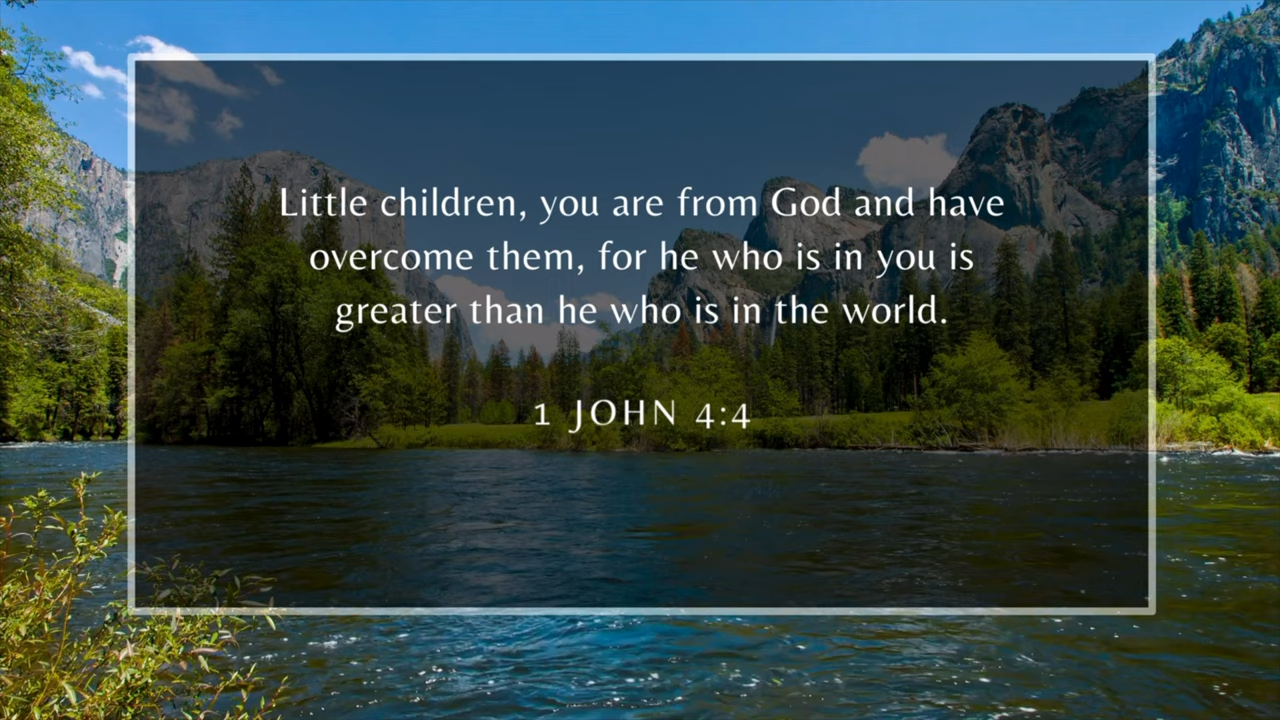 Little children, you are from God and have
overcome them, for he who is in you is
greater than he who is in the world.
1 JOHN 4:4